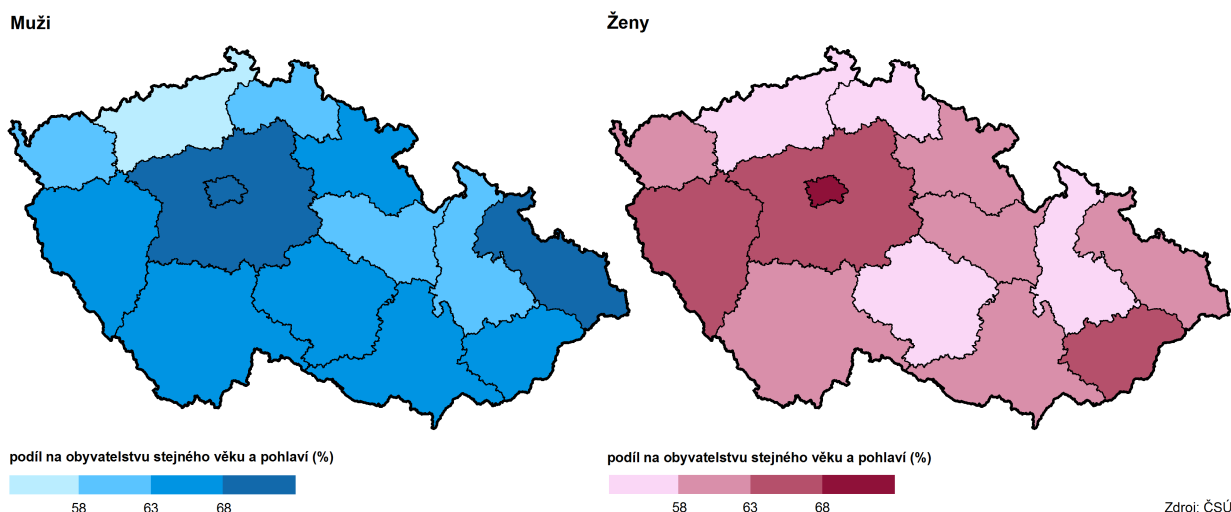 Muži
Ženy
podíl na obyvatelstvu stejného věku a pohlaví (%)
58 63 68
podíl na obyvatelstvu stejného věku a pohlaví (%)
58 63 68
Zdroj: ČSÚ